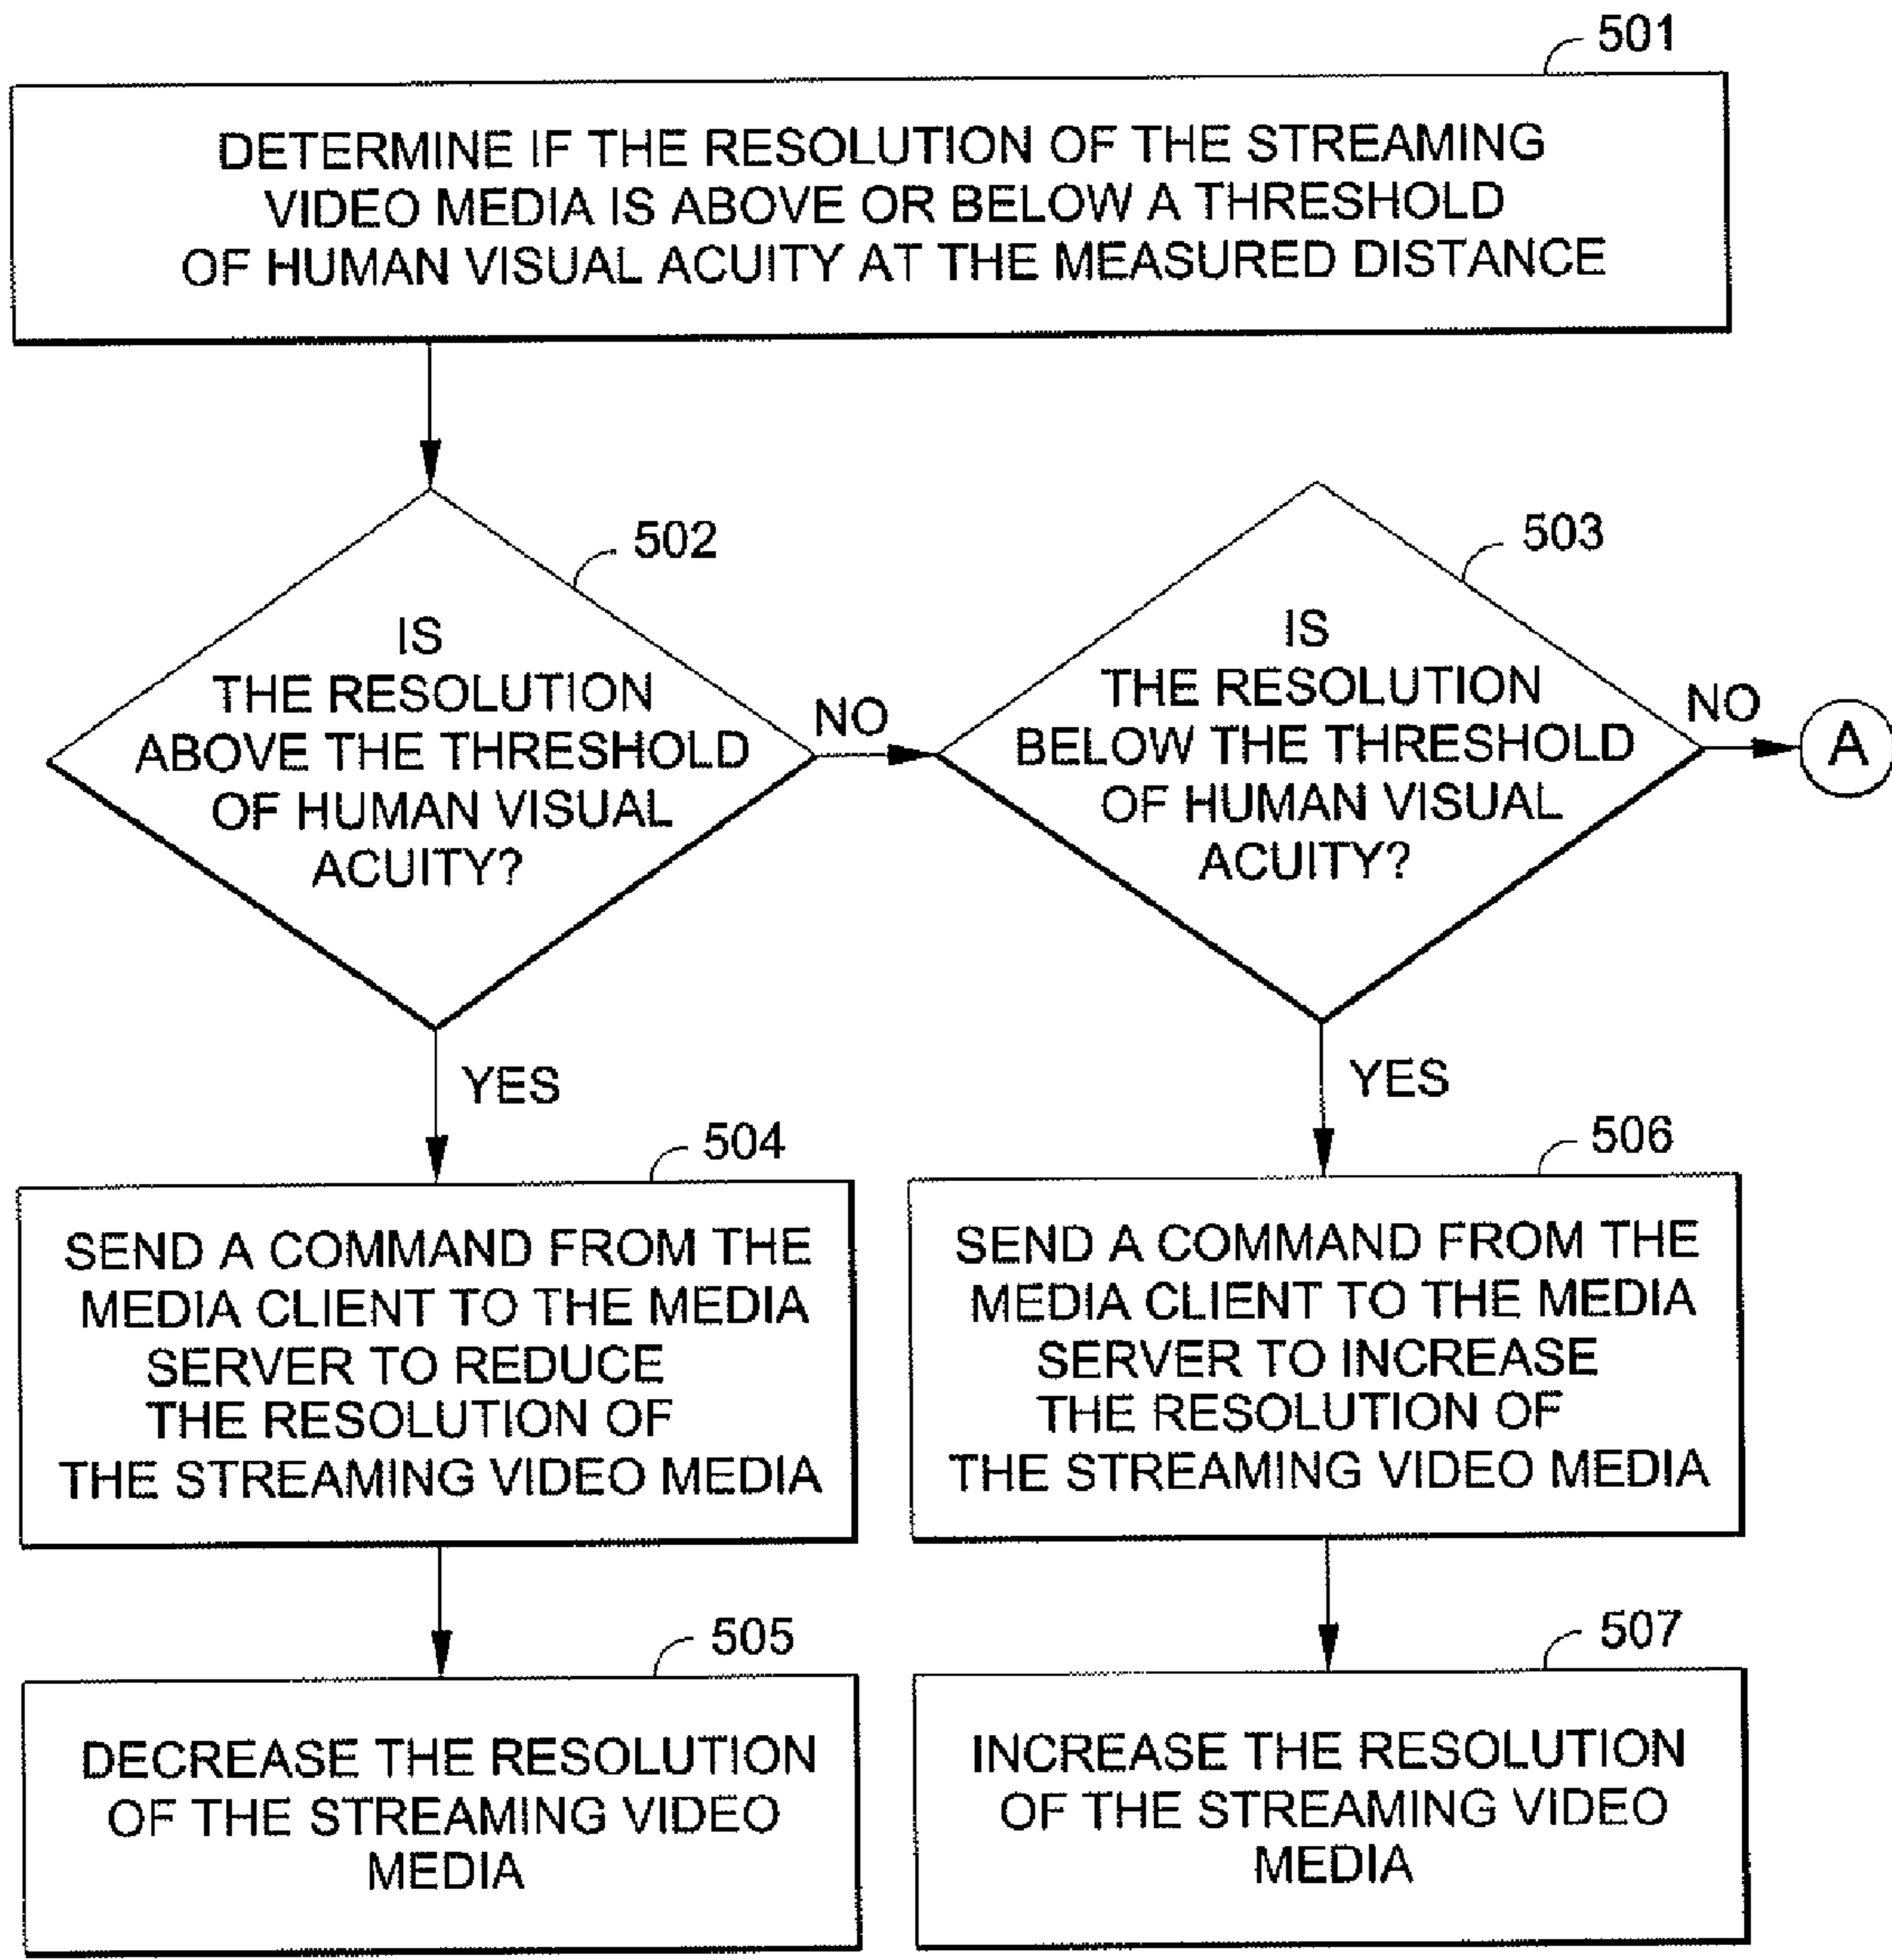 501
DETERMINE IF THE RESOLUTION OF THE STREAMING
VIDEO MEDIA IS ABOVE OR BELOW A THRESHOLD
OF HUMAN VISUAL ACUITY AT THE MEASURED DISTANCE
502
IS
THE RESOLUTION
ABOVE THE THRESHOLD
OF HUMAN VISUAL
ACUITY?
NO
503
IS
THE RESOLUTION
BELOW THE THRESHOLD
OF HUMAN VISUAL
ACUITY?
NO
A
YES
YES
504
SEND A COMMAND FROM THE
MEDIA CLIENT TO THE MEDIA
SERVER TO REDUCE
THE RESOLUTION OF
THE STREAMING VIDEO MEDIA
506
SEND A COMMAND FROM THE
MEDIA CLIENT TO THE MEDIA
SERVER TO INCREASE
THE RESOLUTION OF
THE STREAMING VIDEO MEDIA
505
DECREASE THE RESOLUTION
OF THE STREAMING VIDEO
MEDIA
507
INCREASE THE RESOLUTION
OF THE STREAMING VIDEO
MEDIA